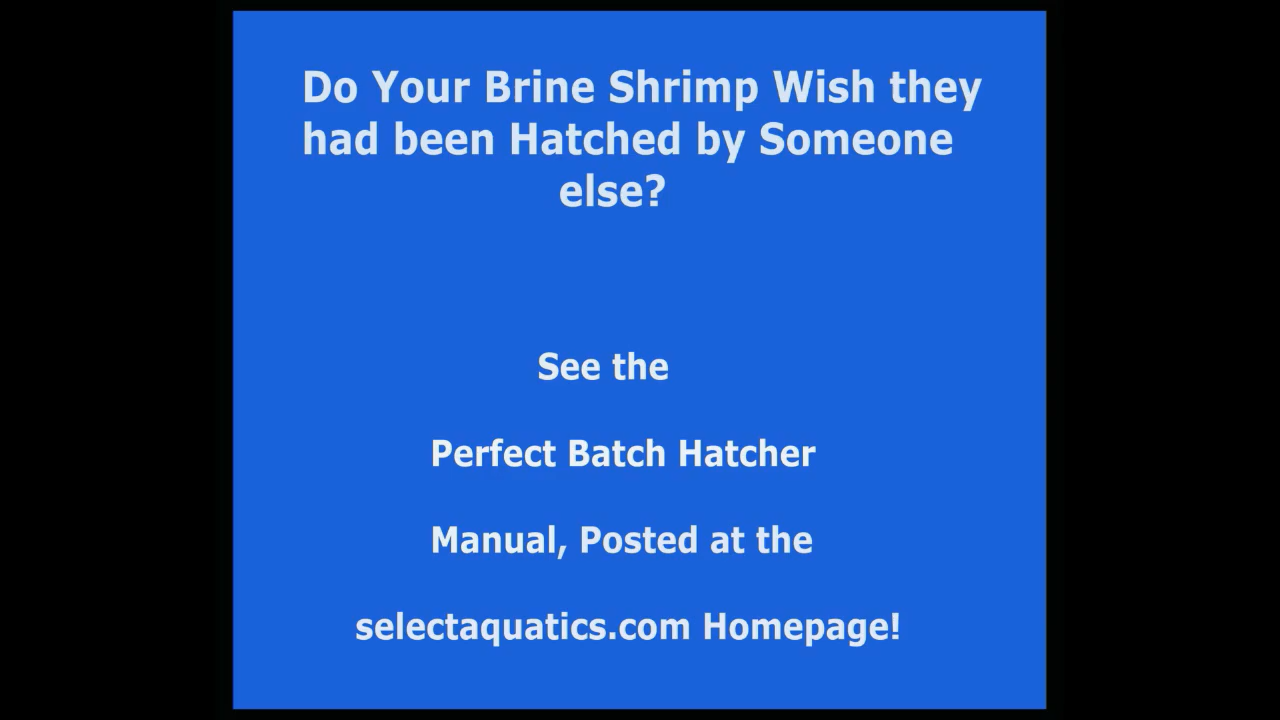 Do Your Brine Shrimp Wish they
had been Hatched by Someone
else?
See the
Perfect Batch Hatcher
Manual, Posted at the
selectaquatics.com Homepage!